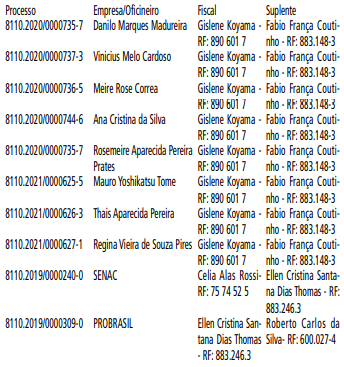 Processo Empresa/Oficineiro Fiscal Suplente
8110.2020/0000735-7 Danilo Marques Madureira Gislene Koyama - Fabio França Couti-
RF: 890 601 7 nho - RF: 883.148-3
8110.2020/0000737-3 Vinicius Melo Cardoso Gislene Koyama - Fabio França Couti-
RF: 890 601 7 nho - RF: 883.148-3
8110.2020/0000736-5 Meire Rose Correa Gislene Koyama - Fabio França Couti-
RF: 890 601 7 nho - RF: 883.148-3
8110.2020/0000744-6 Ana Cristina da Silva Gislene Koyama - Fabio França Couti-
RF: 890 601 7 nho - RF: 883.148-3
8110.2020/0000735-7 Rosemeire Aparecida Pereira Gislene Koyama - Fabio França Couti-
Prates RF: 890 601 7 nho - RF: 883.148-3
8110.2021/0000625-5 Mauro Yoshikatsu Tome Gislene Koyama - Fabio França Couti-
RF: 890 601 7 nho - RF: 883.148-3
8110.2021/0000626-3 Thais Aparecida Pereira Gislene Koyama - Fabio França Couti-
RF: 890 601 7 nho - RF: 883.148-3
8110.2021/0000627-1 Regina Vieira de Souza Pires Gislene Koyama - Fabio França Couti-
RF: 890 601 7 nho - RF: 883.148-3
8110.2019/0000240-0 SENAC Celia Alas Rossi- Ellen Cristina Santa-
RF: 75 74 52 5 na Dias Thomas - RF:
883.246.3
8110.2019/0000309-0 PROBRASIL Ellen Cristina San- Roberto Carlos da
tana Dias Thomas Silva- RF: 600.027-4
- RF: 883.246.3